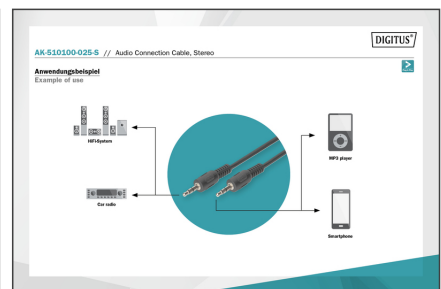 DIGITUS®
AK-510100-025-S // Audio Connection Cable, Stereo
Anwendungsbeispiel
Example of use
HiFi-System
MP3 player
Car radio
Smartphone